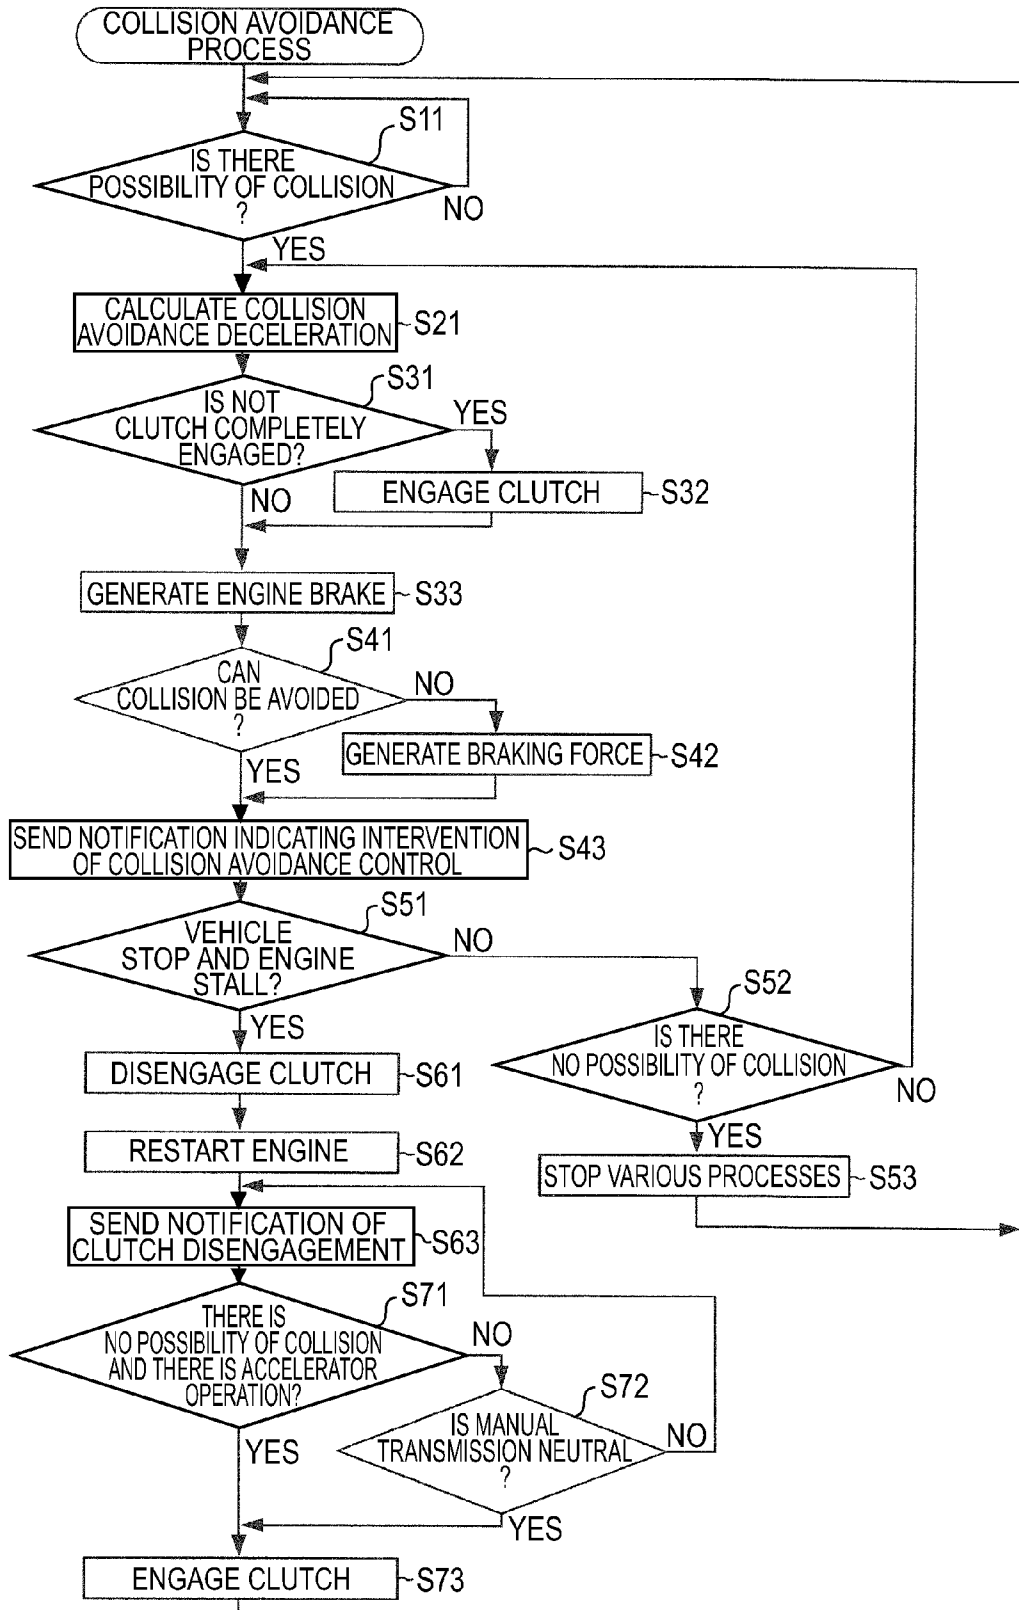 COLLISION AVOIDANCE
PROCESS
S11
IS THERE
POSSIBILITY OF COLLISION
?
NO
YES
CALCULATE COLLISION
AVOIDANCE DECELERATION
S21
S31
IS NOT
CLUTCH COMPLETELY
ENGAGED?
YES
NO
ENGAGE CLUTCH
S32
GENERATE ENGINE BRAKE
S33
S41
CAN
COLLISION BE AVOIDED
?
NO
YES
GENERATE BRAKING FORCE
S42
SEND NOTIFICATION INDICATING INTERVENTION
OF COLLISION AVOIDANCE CONTROL
S43
S51
VEHICLE
STOP AND ENGINE
STALL?
NO
YES
S52
IS THERE
NO POSSIBILITY OF COLLISION
?
NO
YES
DISENGAGE CLUTCH
S61
RESTART ENGINE
S62
STOP VARIOUS PROCESSES
S53
SEND NOTIFICATION OF
CLUTCH DISENGAGEMENT
S63
S71
THERE IS
NO POSSIBILITY OF COLLISION
AND THERE IS ACCELERATOR
OPERATION?
NO
YES
S72
IS MANUAL
TRANSMISSION NEUTRAL
?
NO
YES
ENGAGE CLUTCH
S73